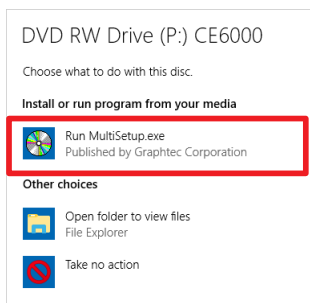 DVD RW Drive (P:) CE6000
Choose what to do with this disc.
Install or run program from your media
Run MultiSetup.exe
Published by Graphtec Corporation
Other choices
Open folder to view files
File Explorer
Take no action